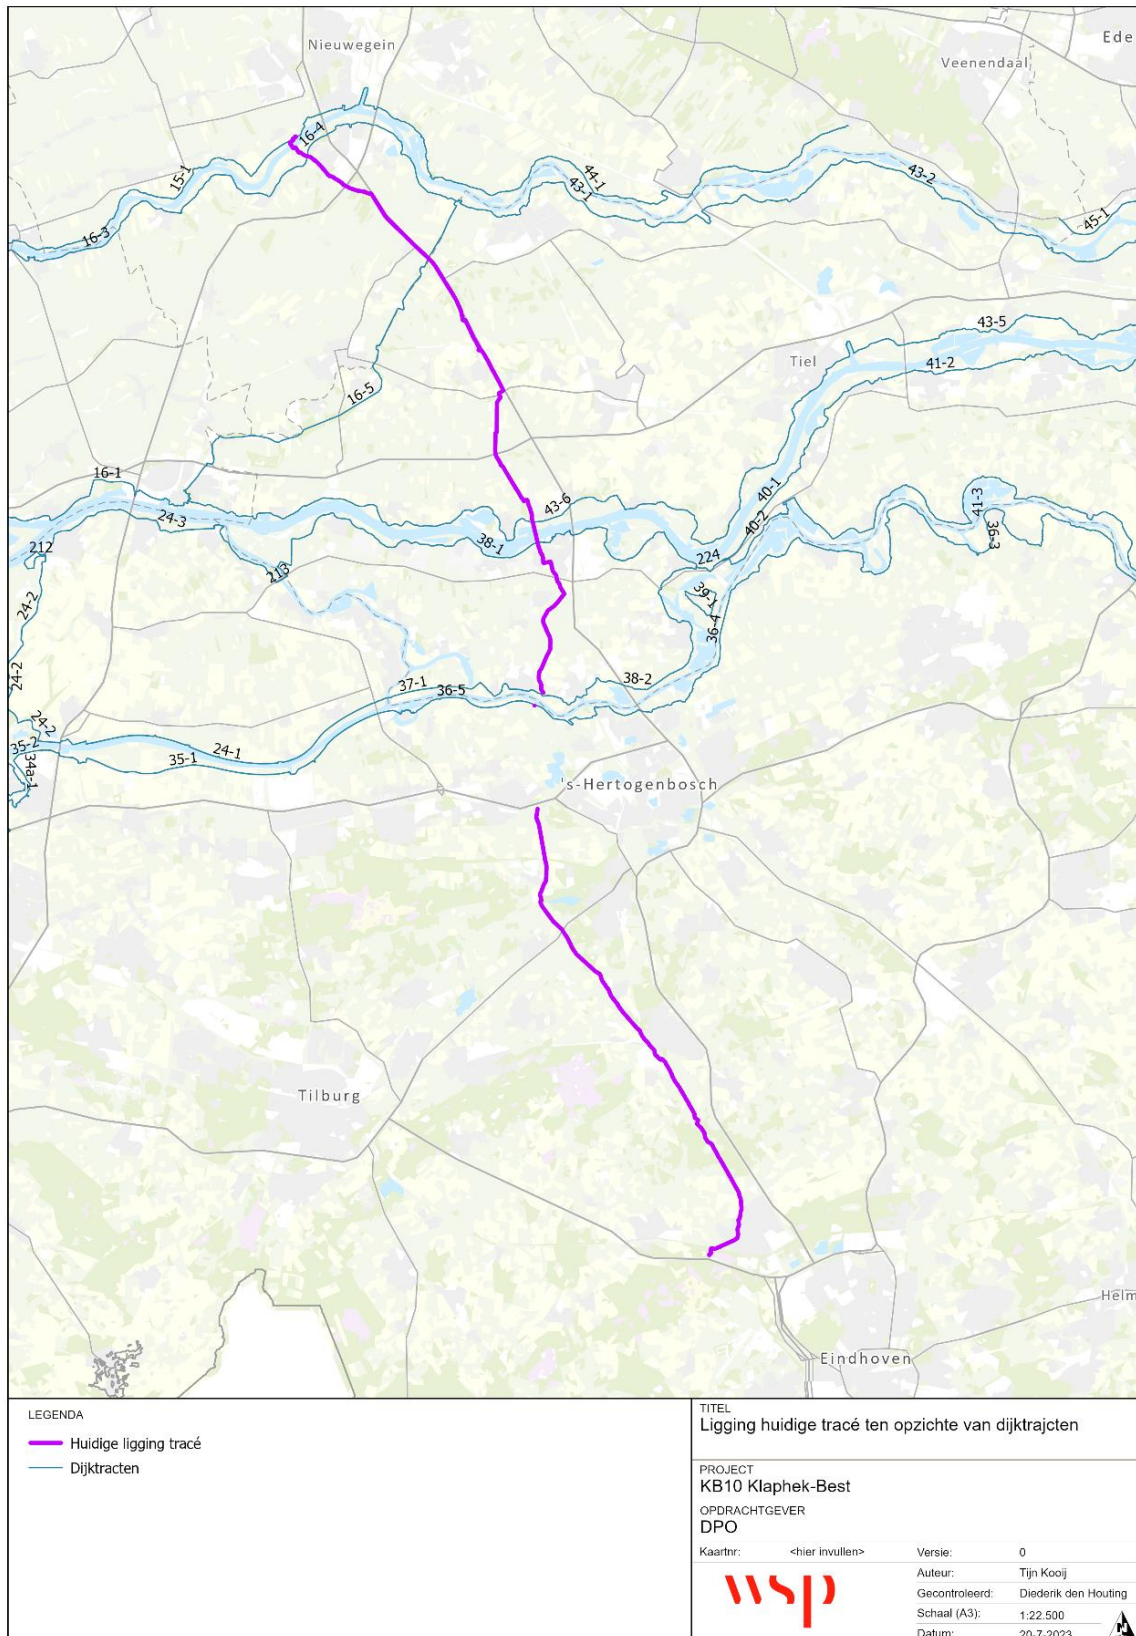 Nieuwegein
Ede
Veenendaal
16-4
15-1
44-1
43-1
43-2
16-3
45-1
43-5
Tiel
41-2
16-5
16-1
40-1
41-3
43-6
24-3
40-2
36-3
38-1
212
224
213
39-1
24-2
36-4
24-2
38-2
37-1
36-5
24-2
35-2
24-1
35-1
34a-1
's-Hertogenbosch
Tilburg
Helm
Eindhoven
LEGENDA
Huidige ligging tracé
Dijktracten
TITEL
Ligging huidige tracé ten opzichte van dijktrajcten
PROJECT
KB10 Klaphek-Best
OPDRACHTGEVER
DPO
Kaartnr: <hier invullen>
Versie: 0
Auteur: Tijn Kooij
Gecontroleerd: Diederik den Houting
Schaal (A3): 1:22.500
Datum: 20-7-2023
wsp
N